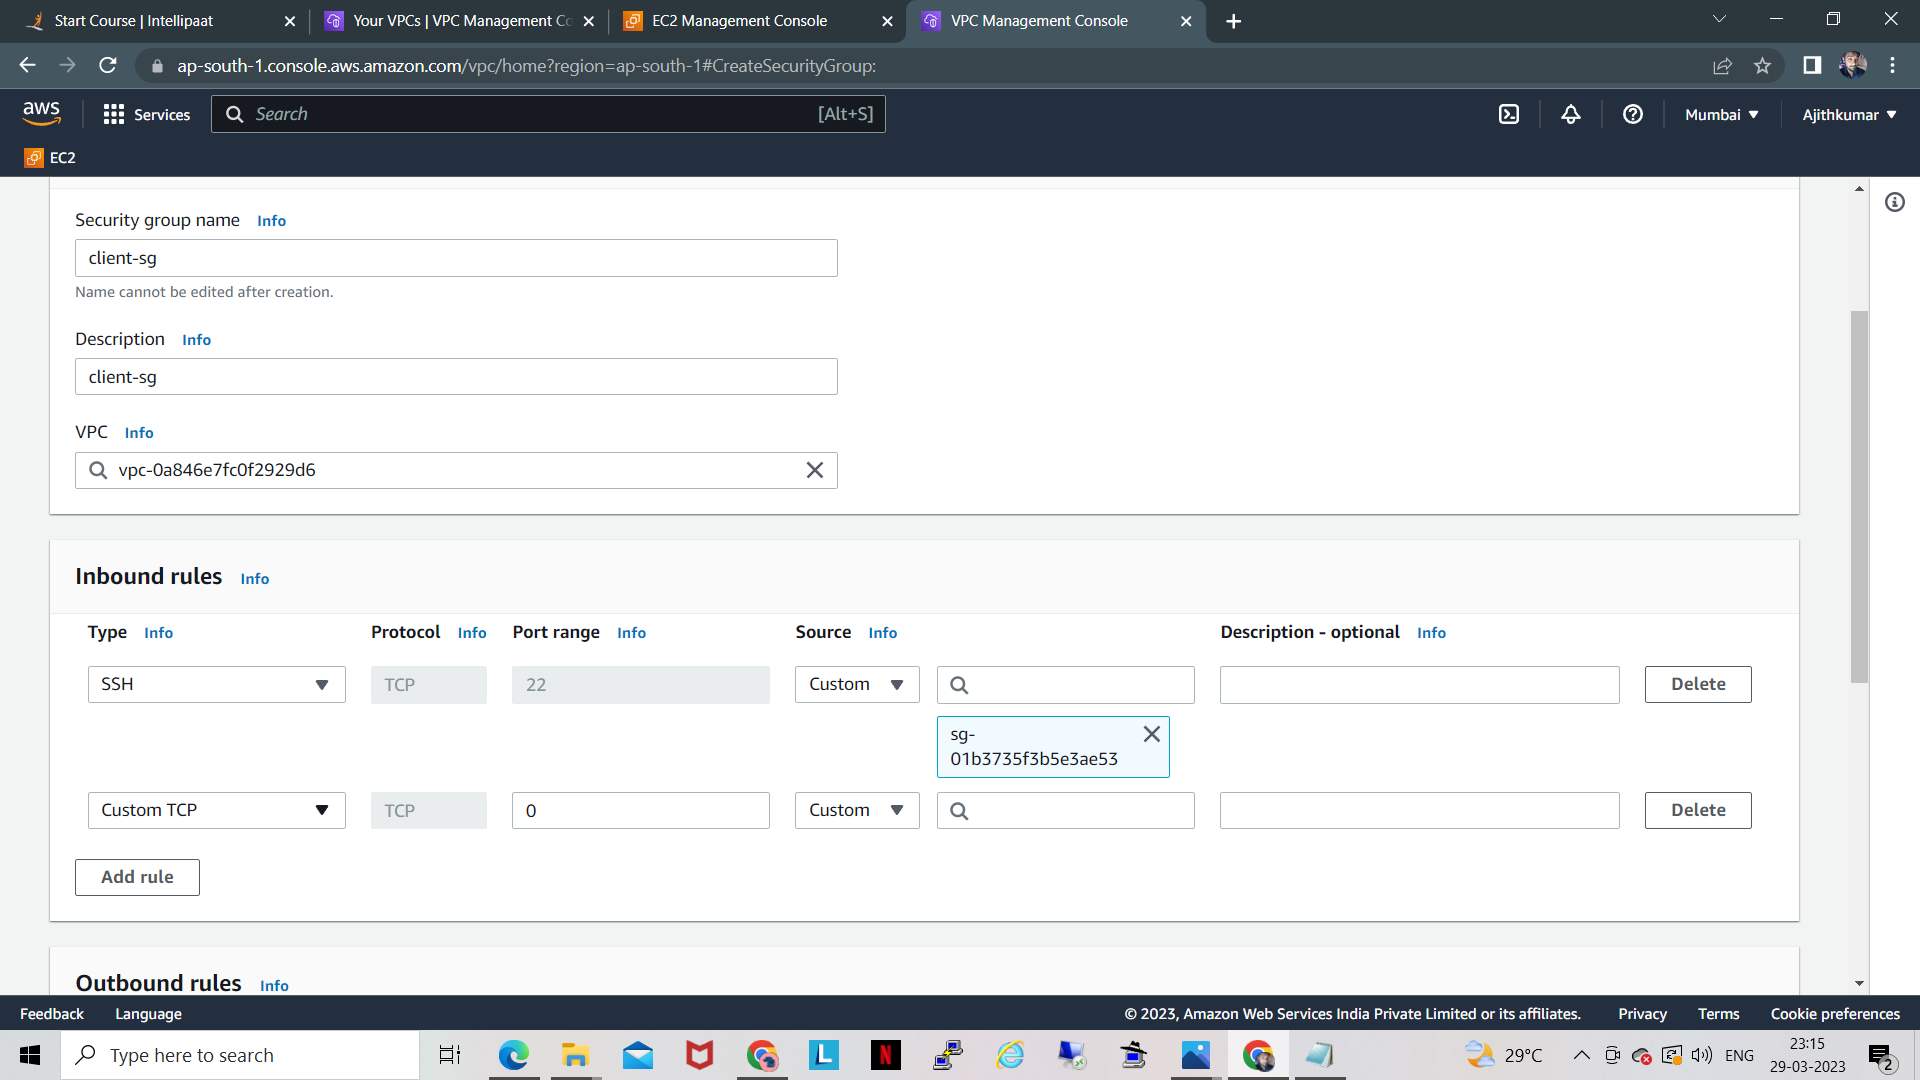 Start Course | Intellipaat
Your VPCs | VPC Management Co
EC2 Management Console
VPC Management Console
ap-south-1.console.aws.amazon.com/vpc/home?region=ap-south-1#CreateSecurityGroup:
aws
Services
Search
[Alt+S]
Mumbai
Ajithkumar
EC2
Security group name Info
client-sg
Name cannot be edited after creation.
Description Info
client-sg
VPC Info
vpc-0a846e7fc0f2929d6
Inbound rules Info
Type Info Protocol Info Port range Info Source Info Description - optional Info
SSH TCP 22 Custom Delete
sg-
01b3735f3b5e3ae53
Custom TCP TCP 0 Custom Delete
Add rule
Outbound rules Info
Feedback Language © 2023, Amazon Web Services India Private Limited or its affiliates. Privacy Terms Cookie preferences
Type here to search
L
N
29°C
ENG
23:15
29-03-2023
2